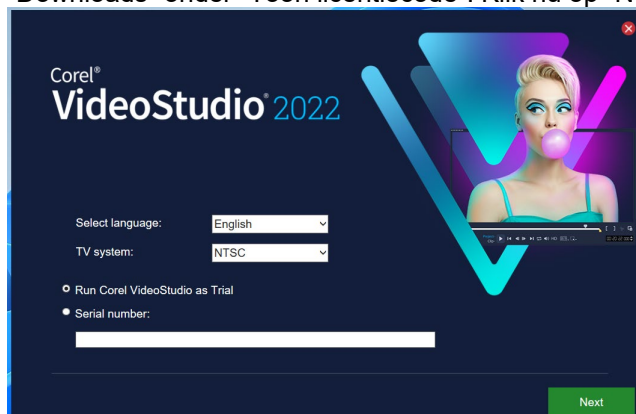 Corel®
VideoStudio® 2022
Select language:
English
TV system:
NTSC
Run Corel VideoStudio as Trial
Serial number:
Next